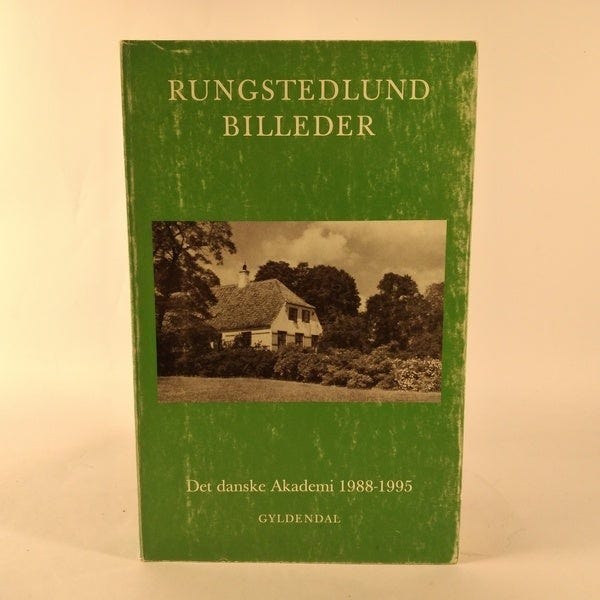 RUNGSTEDLUND
BILLEDER
Det danske Akademi 1988-1995
GYLDENDAL